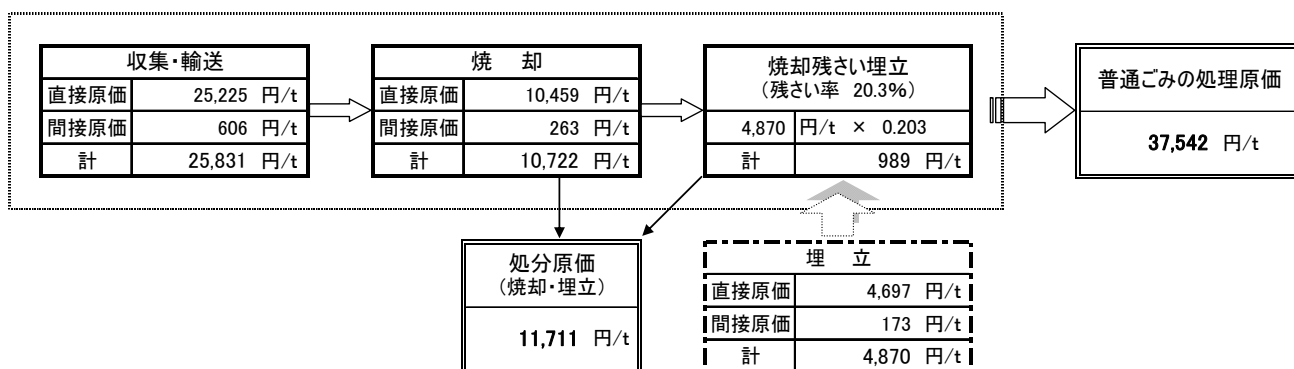 収集・輸送
直接原価 25,225 円/t
間接原価 606 円/t
計 25,831 円/t
焼 却
直接原価 10,459 円/t
間接原価 263 円/t
計 10,722 円/t
焼却残さい埋立
（残さい率 20.3%）
4,870 円/t × 0.203
計 989 円/t
普通ごみの処理原価
37,542 円/t
処分原価
（焼却・埋立）
11,711 円/t
埋 立
直接原価 4,697 円/t
間接原価 173 円/t
計 4,870 円/t